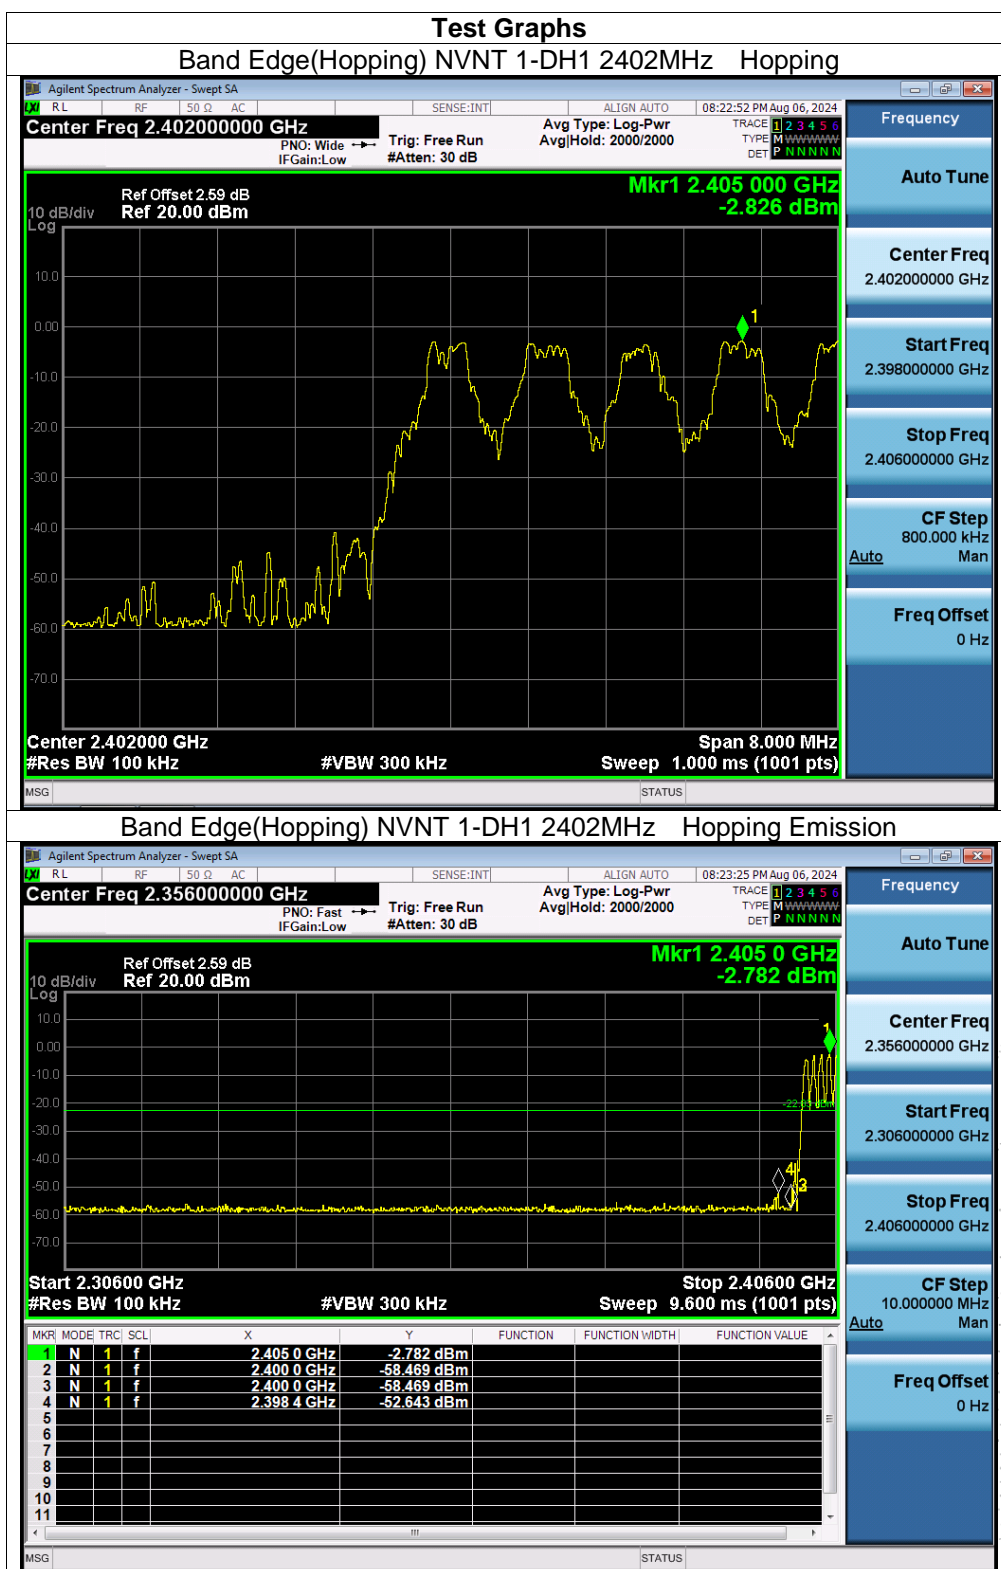 Test Graphs
Band Edge(Hopping) NVNT 1-DH1 2402MHz Hopping
Agilent Spectrum Analyzer - Swept SA
LXI RL RF 50 Ω AC SENSE:INT ALIGN AUTO 08:22:52 PM Aug 06, 2024
Center Freq 2.402000000 GHz
PNO: Wide
IFGain:Low
Trig: Free Run
#Atten: 30 dB
Avg Type: Log-Pwr
Avg|Hold: 2000/2000
TRACE 1 2 3 4 5 6
TYPE M WWWWW
DET P N N N N N
Frequency
Auto Tune
Center Freq
2.402000000 GHz
Start Freq
2.398000000 GHz
Stop Freq
2.406000000 GHz
CF Step
800.000 kHz
Auto Man
Freq Offset
0 Hz
Mkr1 2.405 000 GHz
-2.826 dBm
Ref Offset 2.59 dB
10 dB/div Ref 20.00 dBm
Log
10.0
0.00
-10.0
-20.0
-30.0
-40.0
-50.0
-60.0
-70.0
1
Center 2.402000 GHz Span 8.000 MHz
#Res BW 100 kHz #VBW 300 kHz Sweep 1.000 ms (1001 pts)
MSG STATUS
Band Edge(Hopping) NVNT 1-DH1 2402MHz Hopping Emission
Agilent Spectrum Analyzer - Swept SA
LXI RL RF 50 Ω AC SENSE:INT ALIGN AUTO 08:23:25 PM Aug 06, 2024
Center Freq 2.356000000 GHz
PNO: Fast
IFGain:Low
Trig: Free Run
#Atten: 30 dB
Avg Type: Log-Pwr
Avg|Hold: 2000/2000
TRACE 1 2 3 4 5 6
TYPE M WWWWW
DET P N N N N N
Frequency
Auto Tune
Center Freq
2.356000000 GHz
Start Freq
2.306000000 GHz
Stop Freq
2.406000000 GHz
CF Step
10.000000 MHz
Auto Man
Freq Offset
0 Hz
Mkr1 2.405 0 GHz
-2.782 dBm
Ref Offset 2.59 dB
10 dB/div Ref 20.00 dBm
Log
10.0
0.00
-10.0
-20.0
-30.0
-40.0
-50.0
-60.0
-70.0
1
4
Start 2.30600 GHz Stop 2.40600 GHz
#Res BW 100 kHz #VBW 300 kHz Sweep 9.600 ms (1001 pts)
MKR MODE TRC SCL X Y FUNCTION FUNCTION WIDTH FUNCTION VALUE
1 N 1 f 2.405 0 GHz -2.782 dBm
2 N 1 f 2.400 0 GHz -58.469 dBm
3 N 1 f 2.400 0 GHz -58.469 dBm
4 N 1 f 2.398 4 GHz -52.643 dBm
5
6
7
8
9
10
11
MSG STATUS